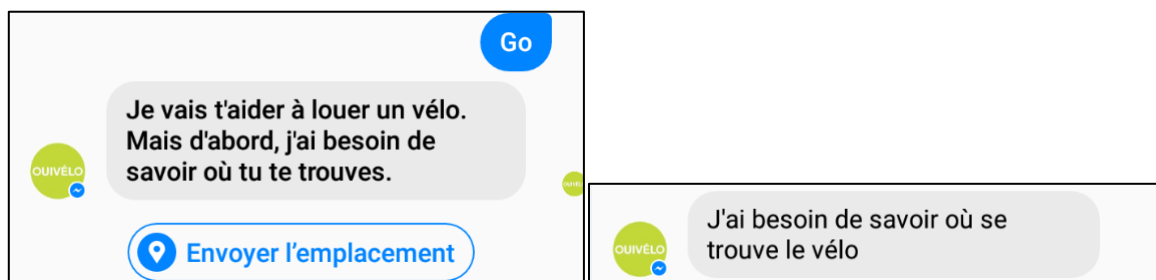 Go
Je vais t'aider à louer un vélo.
Mais d'abord, j'ai besoin de
savoir où tu te trouves.
OUIVÉLO
Envoyer l’emplacement
J'ai besoin de savoir où se
trouve le vélo
OUIVÉLO